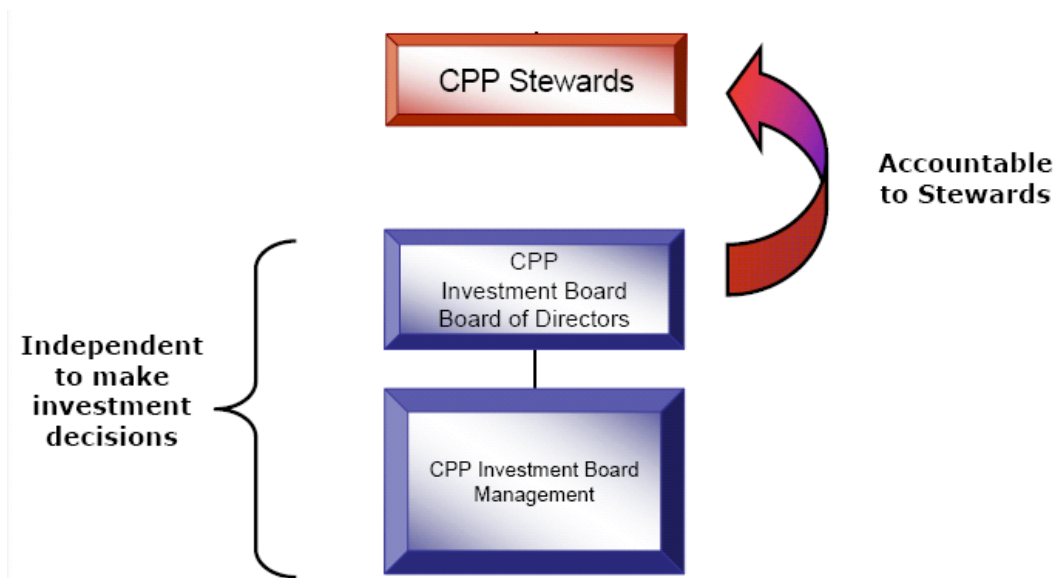 CPP Stewards
Accountable
to Stewards
CPP
Investment Board
Board of Directors
Independent
to make
investment
decisions
CPP Investment Board
Management